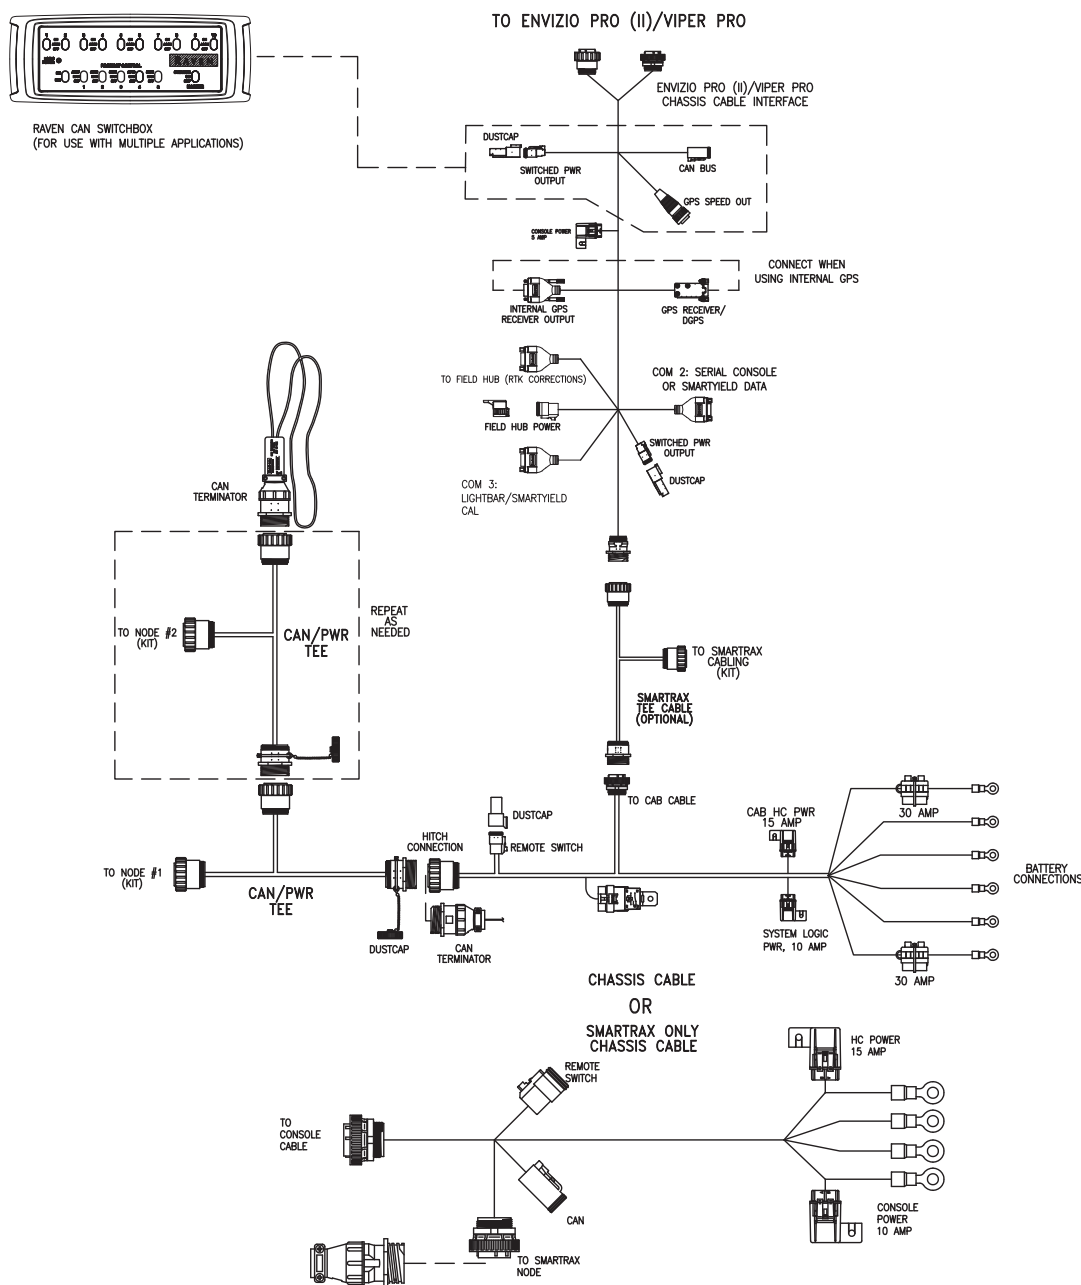 TO ENVIZIO PRO (II)/VIPER PRO
RAVEN
RAVEN CAN SWITCHBOX
(FOR USE WITH MULTIPLE APPLICATIONS)
ENVIZIO PRO (II)/VIPER PRO
CHASSIS CABLE INTERFACE
DUSTCAP
SWITCHED PWR
OUTPUT
CAN BUS
GPS SPEED OUT
CONSOLE POWER
5 AMP
CONNECT WHEN
USING INTERNAL GPS
INTERNAL GPS
RECEIVER OUTPUT
GPS RECEIVER/
DGPS
TO FIELD HUB (RTK CORRECTIONS)
COM 2: SERIAL CONSOLE
OR SMARTYIELD DATA
FIELD HUB POWER
SWITCHED PWR
OUTPUT
DUSTCAP
COM 3:
LIGHTBAR/SMARTYIELD
CAL
CAN
TERMINATOR
REPEAT
AS
NEEDED
TO NODE #2
(KIT)
CAN/PWR
TEE
TO SMARTRAX
CABLING
(KIT)
SMARTRAX
TEE CABLE
(OPTIONAL)
TO CAB CABLE
DUSTCAP
REMOTE SWITCH
HITCH
CONNECTION
CAB HC PWR
15 AMP
30 AMP
BATTERY
CONNECTIONS
TO NODE #1
(KIT)
CAN/PWR
TEE
DUSTCAP
CAN
TERMINATOR
SYSTEM LOGIC
PWR, 10 AMP
30 AMP
CHASSIS CABLE
OR
SMARTRAX ONLY
CHASSIS CABLE
REMOTE
SWITCH
HC POWER
15 AMP
TO
CONSOLE
CABLE
CAN
CONSOLE
POWER
10 AMP
TO SMARTRAX
NODE